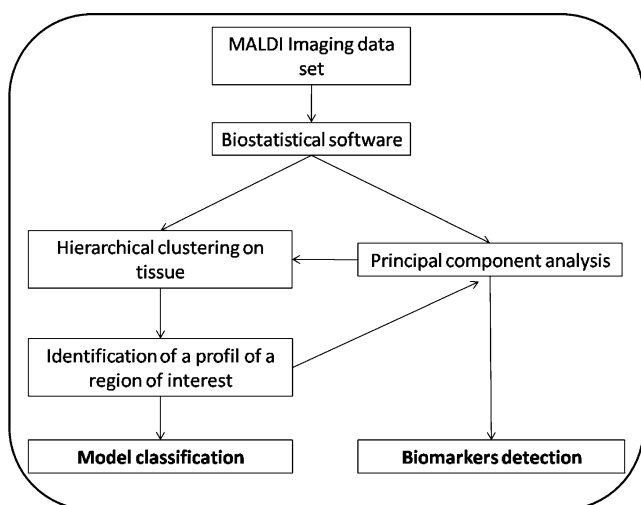 MALDI Imaging data
set
Biostatistical software
Hierarchical clustering on
tissue
Principal component analysis
Identification of a profil of a
region of interest
Model classification
Biomarkers detection